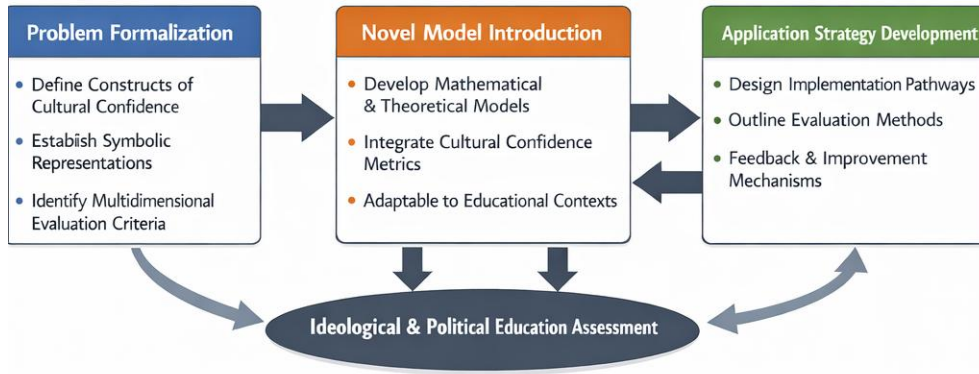 Problem Formalization
• Define Constructs of
Cultural Confidence
• Estabish Symbolic
Representations
• Identify Multidimensional
Evaluation Criteria
Novel Model Introduction
• Develop Mathematical
& Theoretical Models
• Integrate Cultural Confidence
Metrics
• Adaptable to Educational Contexts
Application Strategy Development
• Design Implementation Pathways
• Outline Evaluation Methods
• Feedback & Improvement
Mechanisms
Ideological & Political Education Assessment